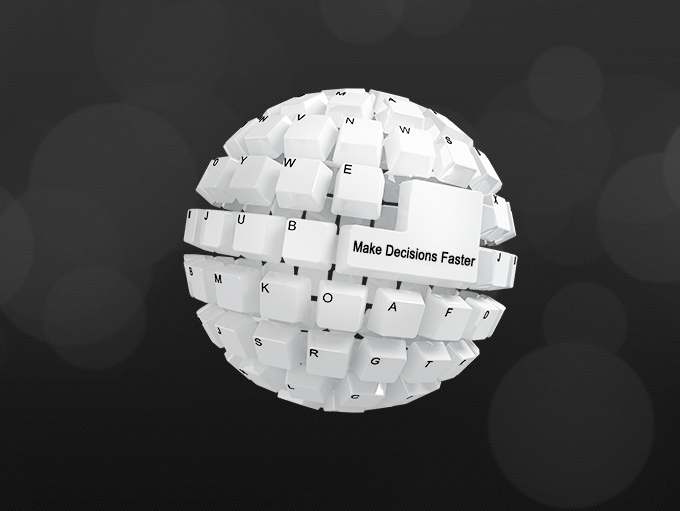 M A
V N W S
D Y W E X
I J U B
Make Decisions Faster
J I
B M K O A F D
J S R G T I
L G